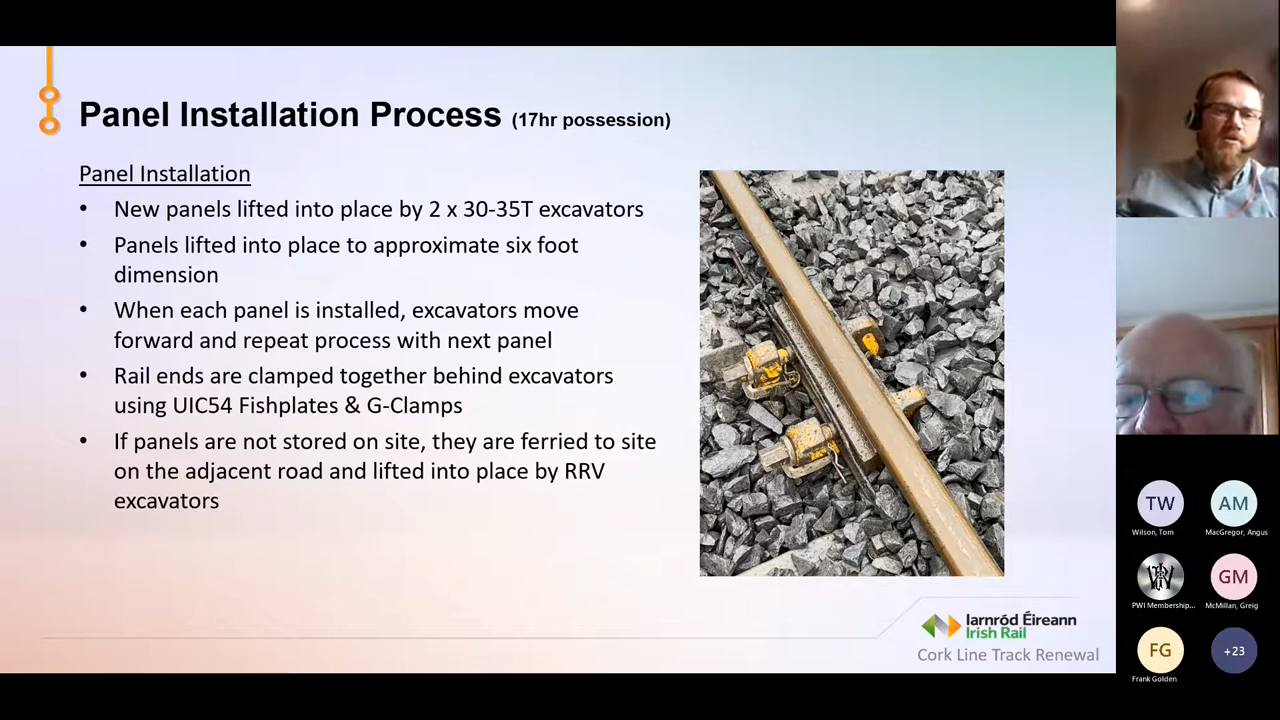 Panel Installation Process (17hr possession)
Panel Installation
• New panels lifted into place by 2 x 30-35T excavators
• Panels lifted into place to approximate six foot
dimension
• When each panel is installed, excavators move
forward and repeat process with next panel
• Rail ends are clamped together behind excavators
using UIC54 Fishplates & G-Clamps
• If panels are not stored on site, they are ferried to site
on the adjacent road and lifted into place by RRV
excavators
Iarnród Éireann
Irish Rail
Cork Line Track Renewal
TW
AM
Wilson, Tom
MacGregor, Angus
GM
PWI Membership...
McMillan, Greig
FG
+23
Frank Golden